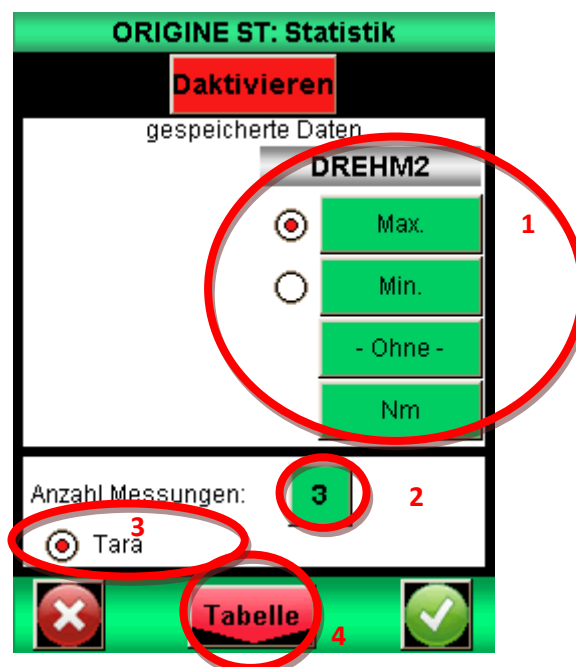 ORIGINE ST: Statistik
Daktivieren
gespeicherte Daten
DREHM2
Max. 1
Min.
- Ohne -
Nm
Anzahl Messungen: 3 2
3
Tara
Tabelle 4